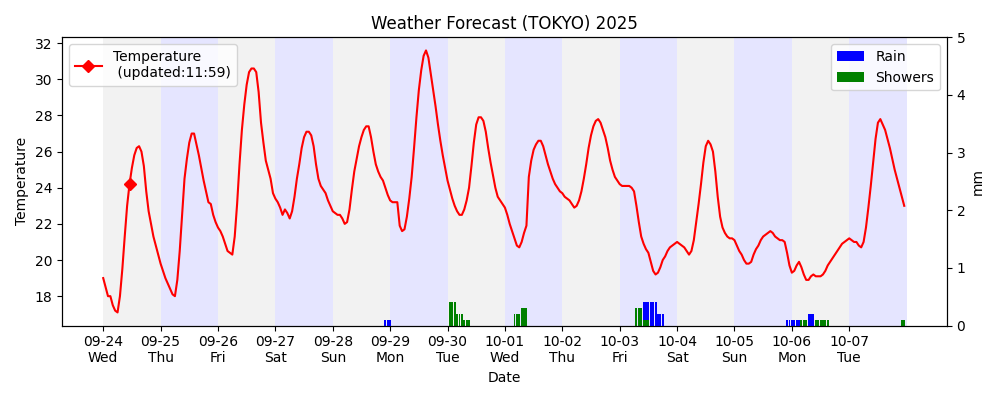 Weather Forecast (TOKYO) 2025
Temperature
(updated:11:59)
Rain
Showers
Temperature
32
30
28
26
24
22
20
18
5
4
3
2
1
0
mm
09-24 09-25 09-26 09-27 09-28 09-29 09-30 10-01 10-02 10-03 10-04 10-05 10-06 10-07
Wed Thu Fri Sat Sun Mon Tue Wed Thu Fri Sat Sun Mon Tue
Date